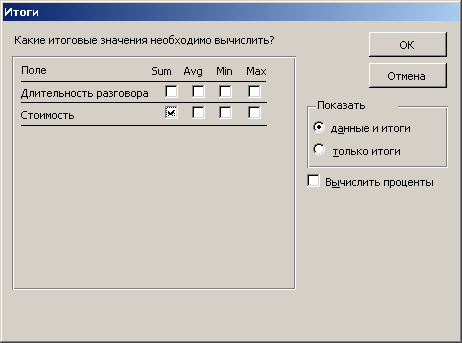 Итоги
Какие итоговые значения необходимо вычислить?
OK
Отмена
Поле Sum Avg Min Max
Длительность разговора
Стоимость
Показать
данные и итоги
только итоги
Вычислить проценты